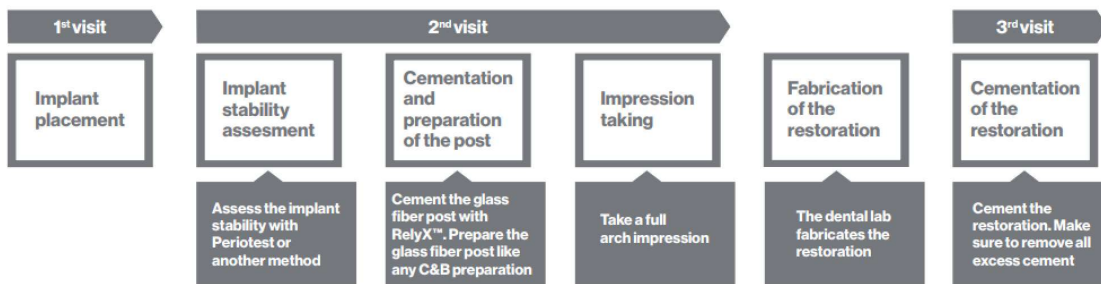 1st visit
2nd visit
3rd visit
Implant
placement
Implant
stability
assesment
Cementation
and
preparation
of the post
Impression
taking
Fabrication
of the
restoration
Cementation
of the
restoration
Assess the implant
stability with
Periotest or
another method
Cement the glass
fiber post with
RelyX™. Prepare the
glass fiber post like
any C&B preparation
Take a full
arch impression
The dental lab
fabricates the
restoration
Cement the
restoration. Make
sure to remove all
excess cement